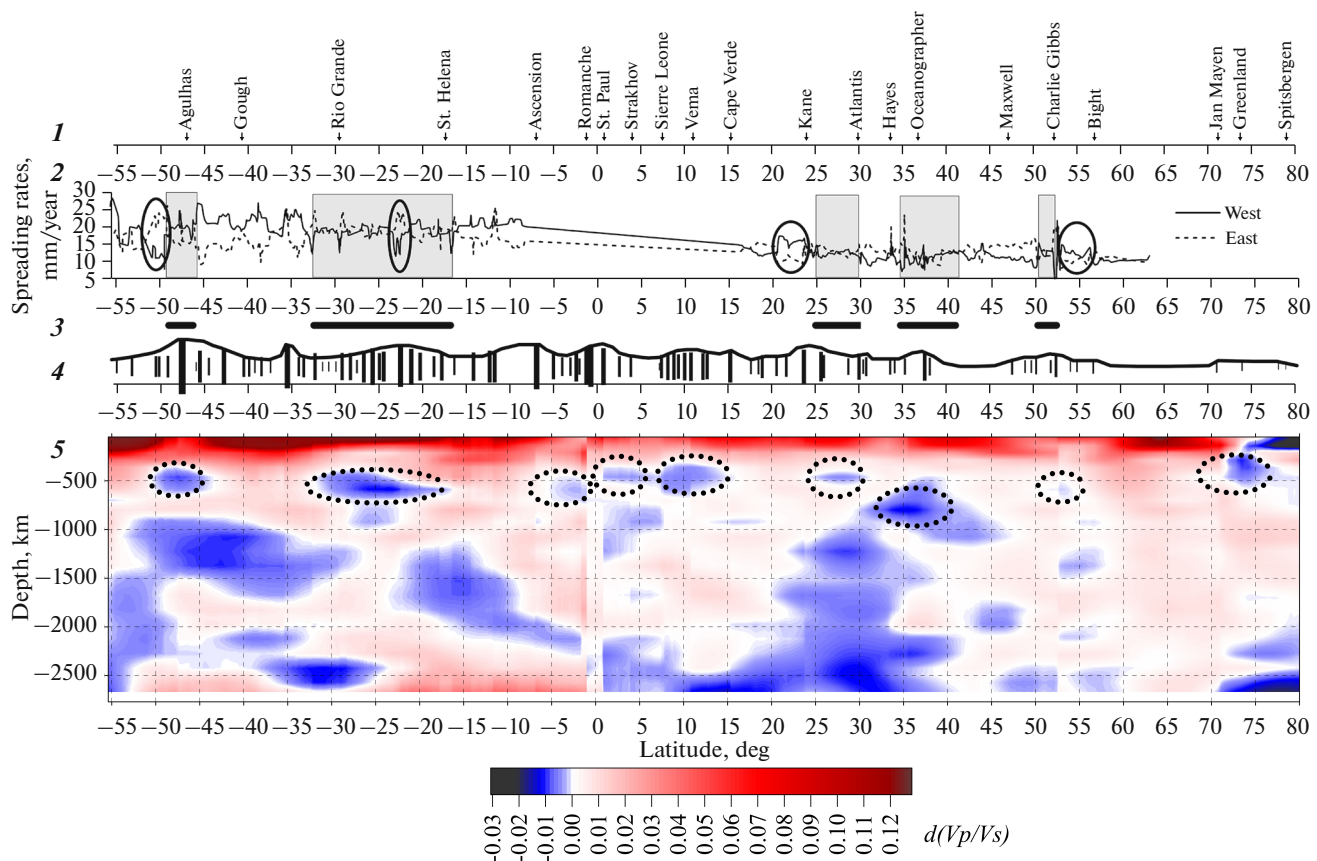 Agulhas
Gough
Rio Grande
St. Helena
Ascension
Romanche
St. Paul
Strakhov
Sierre Leone
Vema
Cape Verde
Kane
Atlantis
Hayes
Oceanographer
Maxwell
Charlie Gibbs
Bight
Jan Mayen
Greenland
Spitsbergen
1
−55 −50 −45 −40 −35 −30 −25 −20 −15 −10 −5 0 5 10 15 20 25 30 35 40 45 50 55 60 65 70 75 80
2
Spreading rates,
mm/year
30
25
20
15
10
5
West
East
−55 −50 −45 −40 −35 −30 −25 −20 −15 −10 −5 0 5 10 15 20 25 30 35 40 45 50 55 60 65 70 75 80
3
4
−55 −50 −45 −40 −35 −30 −25 −20 −15 −10 −5 0 5 10 15 20 25 30 35 40 45 50 55 60 65 70 75 80
5
Depth, km
−500
−1000
−1500
−2000
−2500
−55 −50 −45 −40 −35 −30 −25 −20 −15 −10 −5 0 5 10 15 20 25 30 35 40 45 50 55 60 65 70 75 80
Latitude, deg
−0.03 −0.02 −0.01 0.00 0.01 0.02 0.03 0.04 0.05 0.06 0.07 0.08 0.09 0.10 0.11 0.12
d(Vp/Vs)